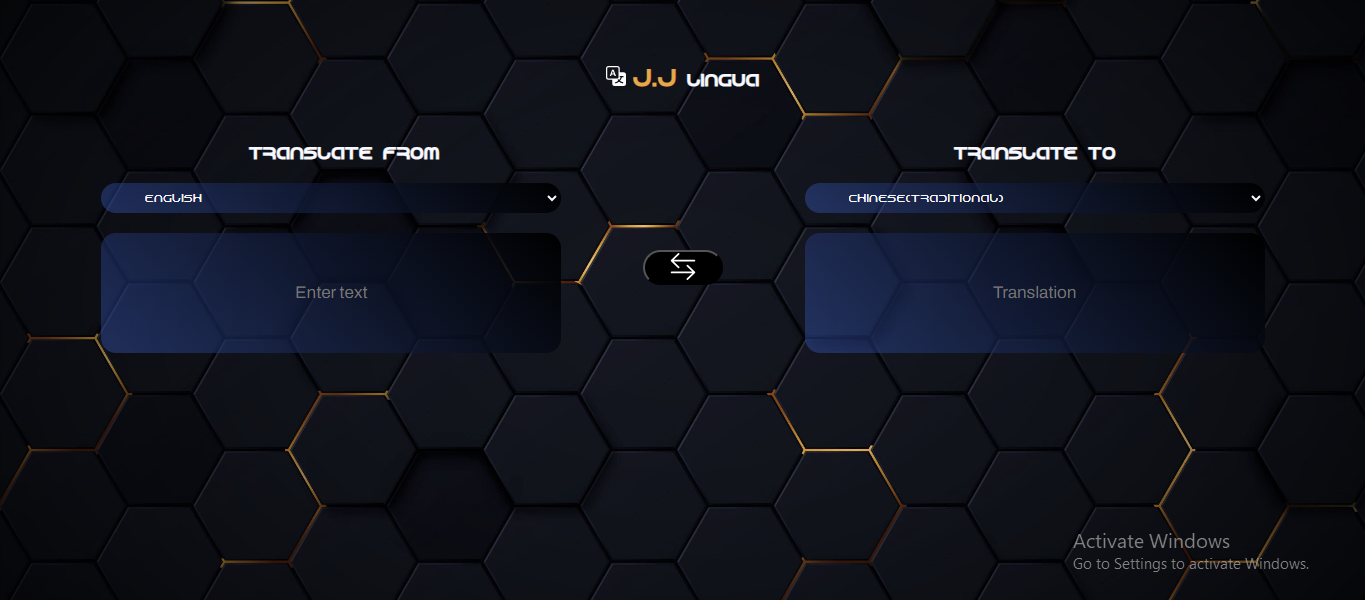 J.J Lingua
Translate From
Translate To
English
Chinese(Traditional)
Enter text
Translation
Activate Windows
Go to Settings to activate Windows.